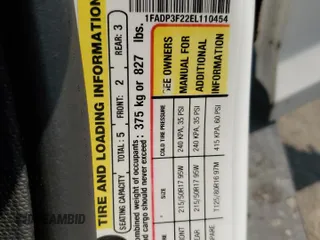 1FADP3F22EL110454
TIRE AND LOADING INFORMATION
SEATING CAPACITY TOTAL: 5 FRONT: 2 REAR: 3
combined weight of occupants and cargo should never exceed: 375 kg or 827 lbs.
TIRE SIZE COLD TIRE PRESSURE
215/50R17 95W 240 KPA, 35 PSI
215/50R17 95W 240 KPA, 35 PSI
T125/80R16 97M 415 KPA, 60 PSI
SEE OWNERS
MANUAL FOR
ADDITIONAL
INFORMATION